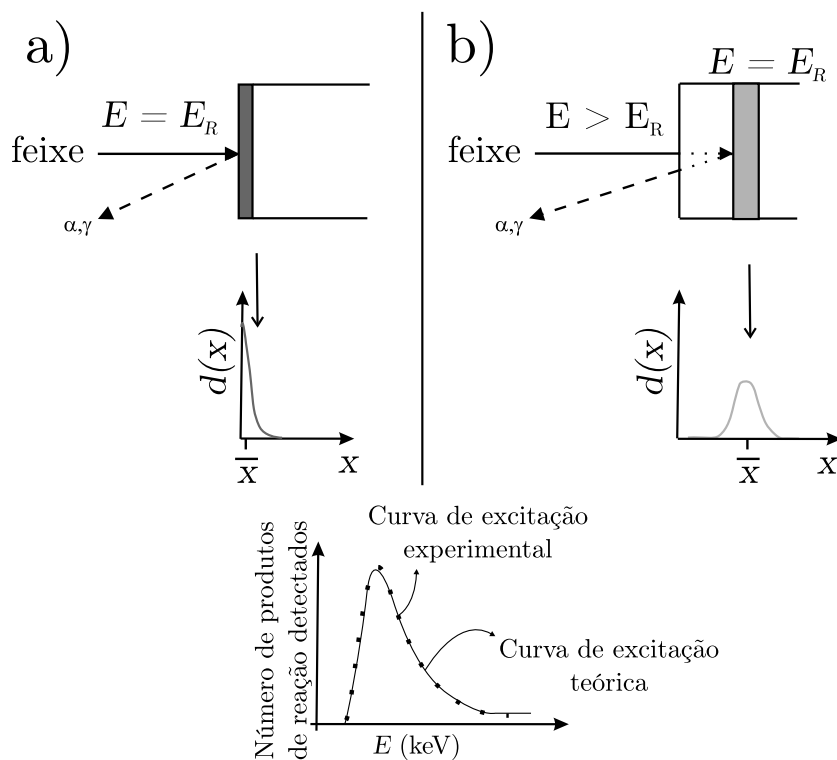 a)
E = E_R
feixe
α,γ
d(x)
x̄
x
b)
E = E_R
E > E_R
feixe
α,γ
d(x)
x̄
x
Curva de excitação
experimental
Número de produtos
de reação detectados
Curva de excitação
teórica
E (keV)